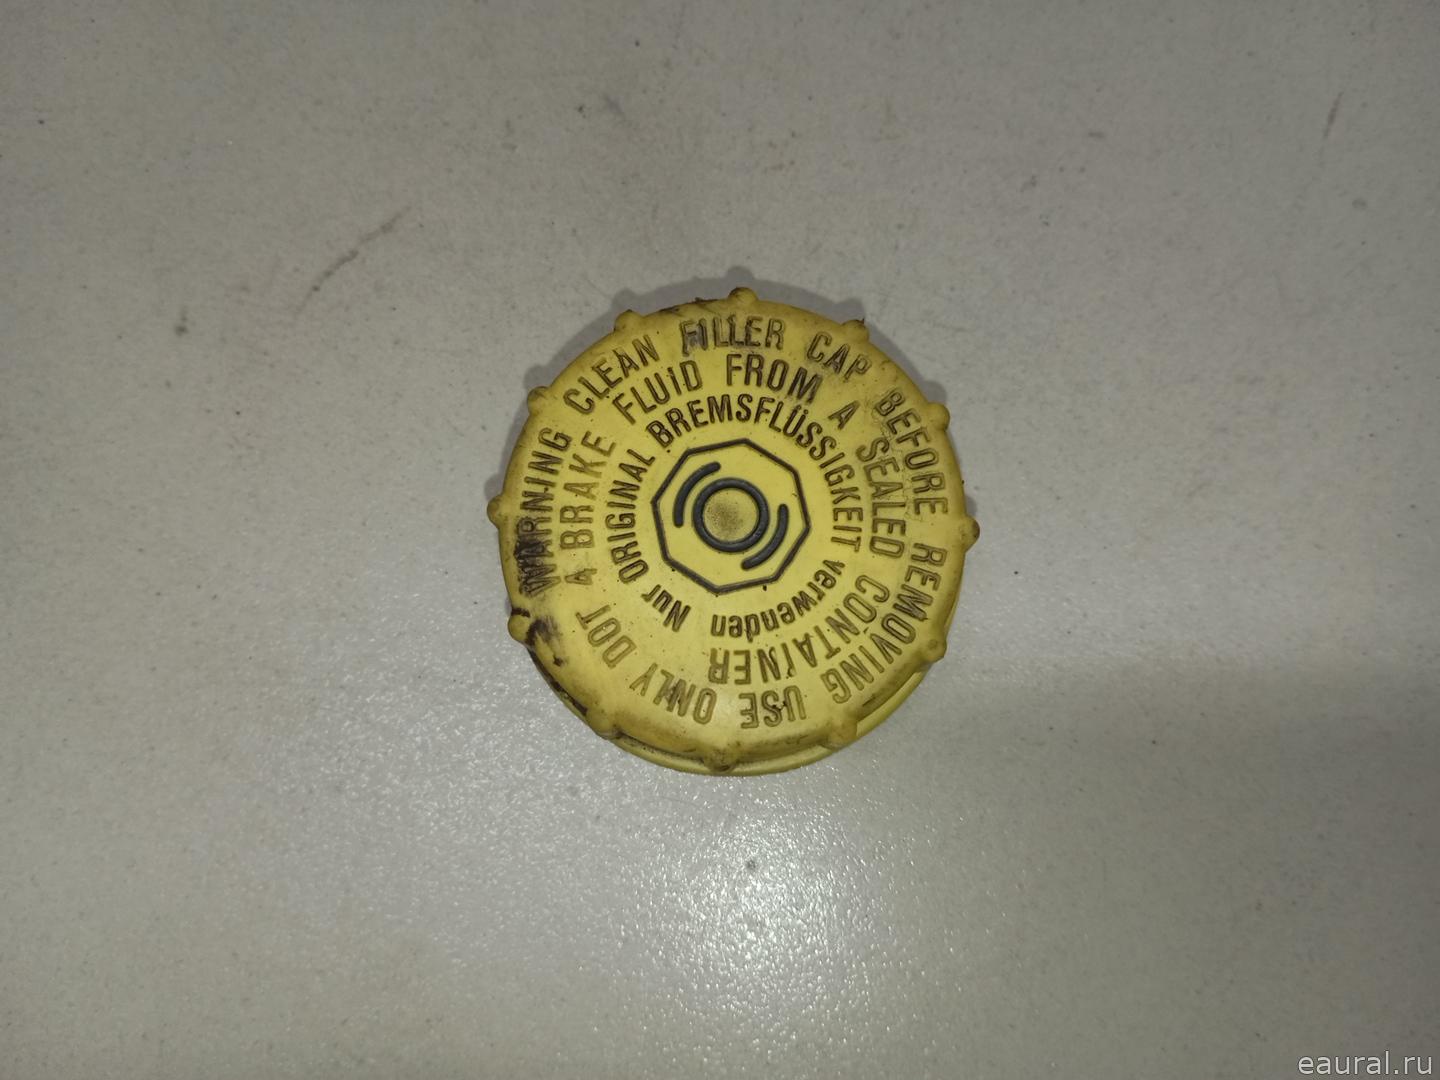 WARNING CLEAN FILLER CAP BEFORE REMOVING USE ONLY DOT
4 BRAKE FLUID FROM A SEALED CONTAINER
Nur ORIGINAL BREMSFLÜSSIGKEIT verwenden
eaural.ru